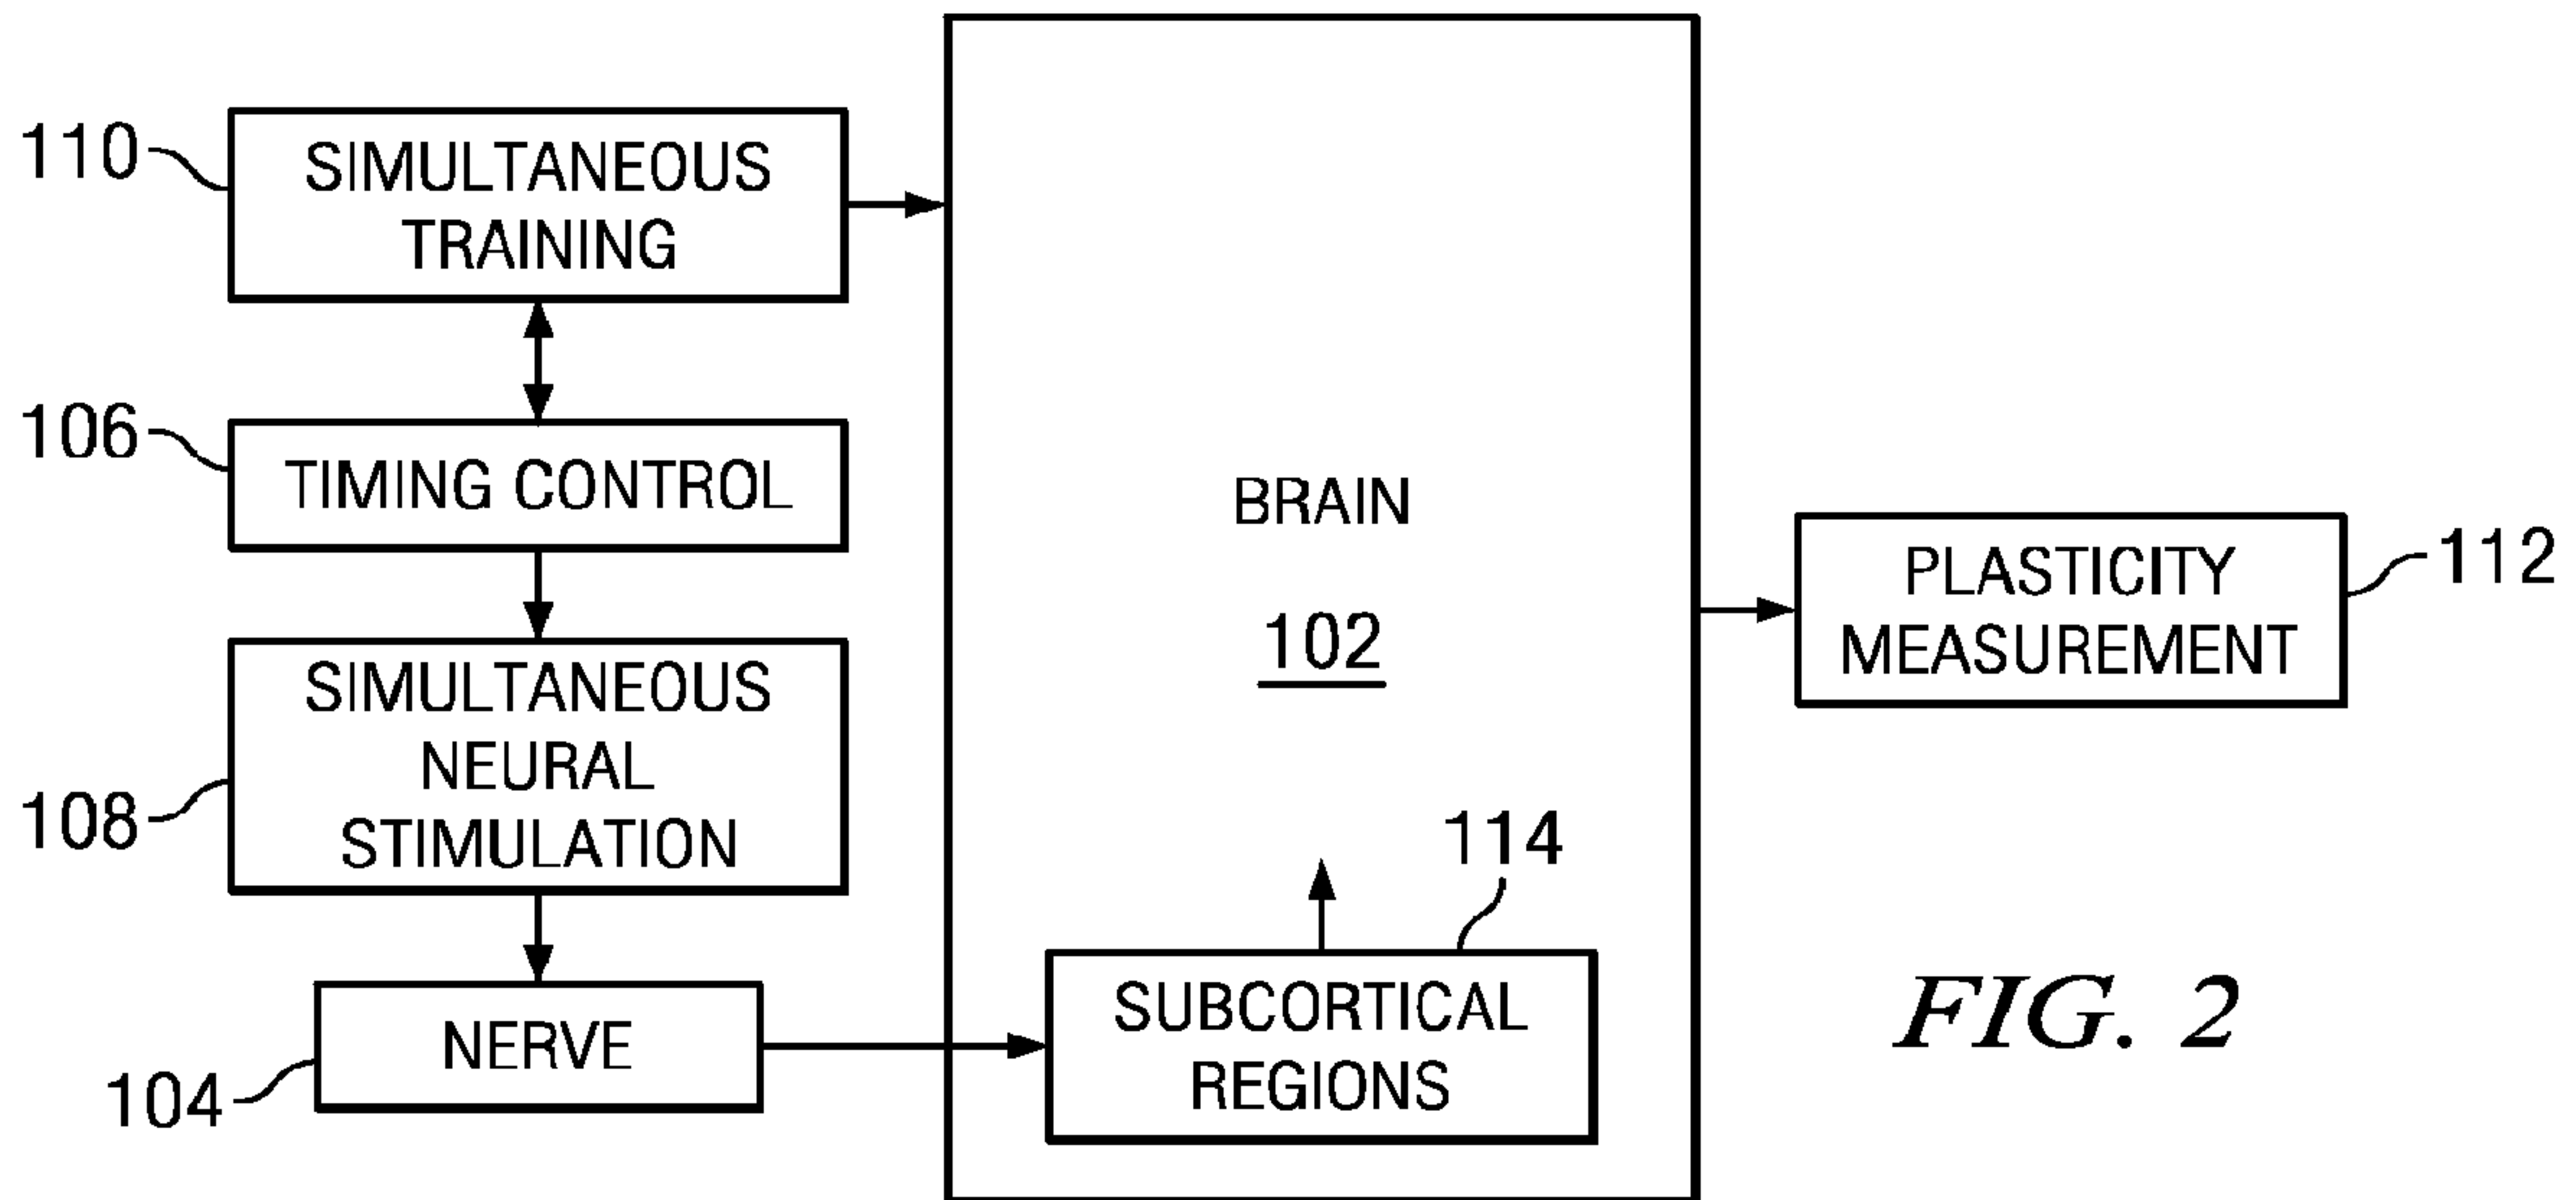 110
SIMULTANEOUS
TRAINING
106
TIMING CONTROL
108
SIMULTANEOUS
NEURAL
STIMULATION
104
NERVE
BRAIN
102
114
SUBCORTICAL
REGIONS
PLASTICITY
MEASUREMENT
112
FIG. 2